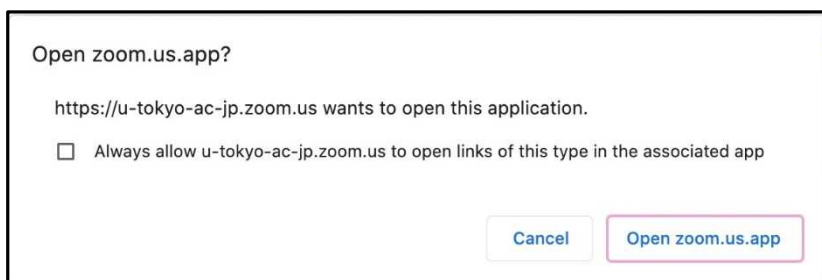 Open zoom.us.app?
https://u-tokyo-ac-jp.zoom.us wants to open this application.
Always allow u-tokyo-ac-jp.zoom.us to open links of this type in the associated app
Cancel
Open zoom.us.app